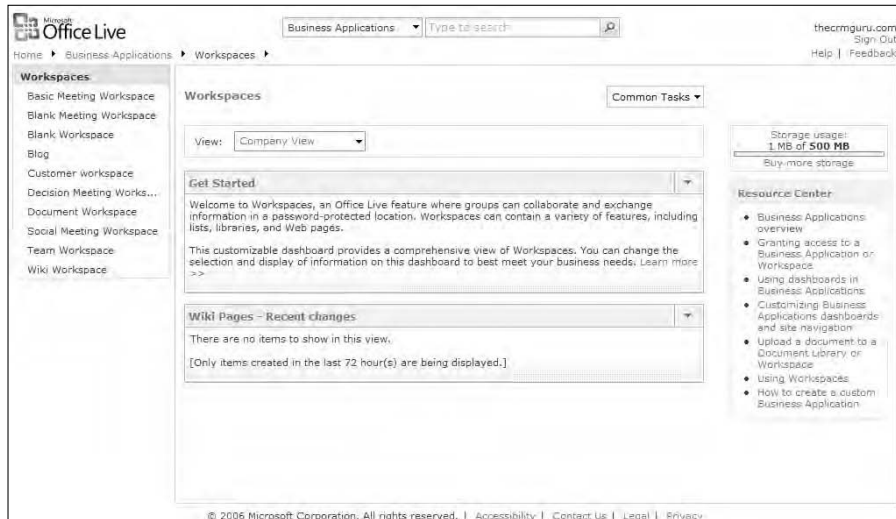 Microsoft
Office Live
Business Applications
Type to search
thecrmguru.com
Sign Out
Help | Feedback
Home Business Applications Workspaces
Workspaces
Basic Meeting Workspace
Blank Meeting Workspace
Blank Workspace
Blog
Customer workspace
Decision Meeting Works...
Document Workspace
Social Meeting Workspace
Team Workspace
Wiki Workspace
Workspaces
Common Tasks
View: Company View
Get Started
Welcome to Workspaces, an Office Live feature where groups can collaborate and exchange
information in a password-protected location. Workspaces can contain a variety of features, including
lists, libraries, and Web pages.
This customizable dashboard provides a comprehensive view of Workspaces. You can change the
selection and display of information on this dashboard to best meet your business needs. Learn more
>>
Wiki Pages - Recent changes
There are no items to show in this view.
[Only items created in the last 72 hour(s) are being displayed.]
Storage usage:
1 MB of 500 MB
Buy more storage
Resource Center
• Business Applications
overview
• Granting access to a
Business Application or
Workspace
• Using dashboards in
Business Applications
• Customizing Business
Applications dashboards
and site navigation
• Upload a document to a
Document Library or
Workspace
• Using Workspaces
• How to create a custom
Business Application
© 2006 Microsoft Corporation. All rights reserved. | Accessibility | Contact Us | Legal | Privacy